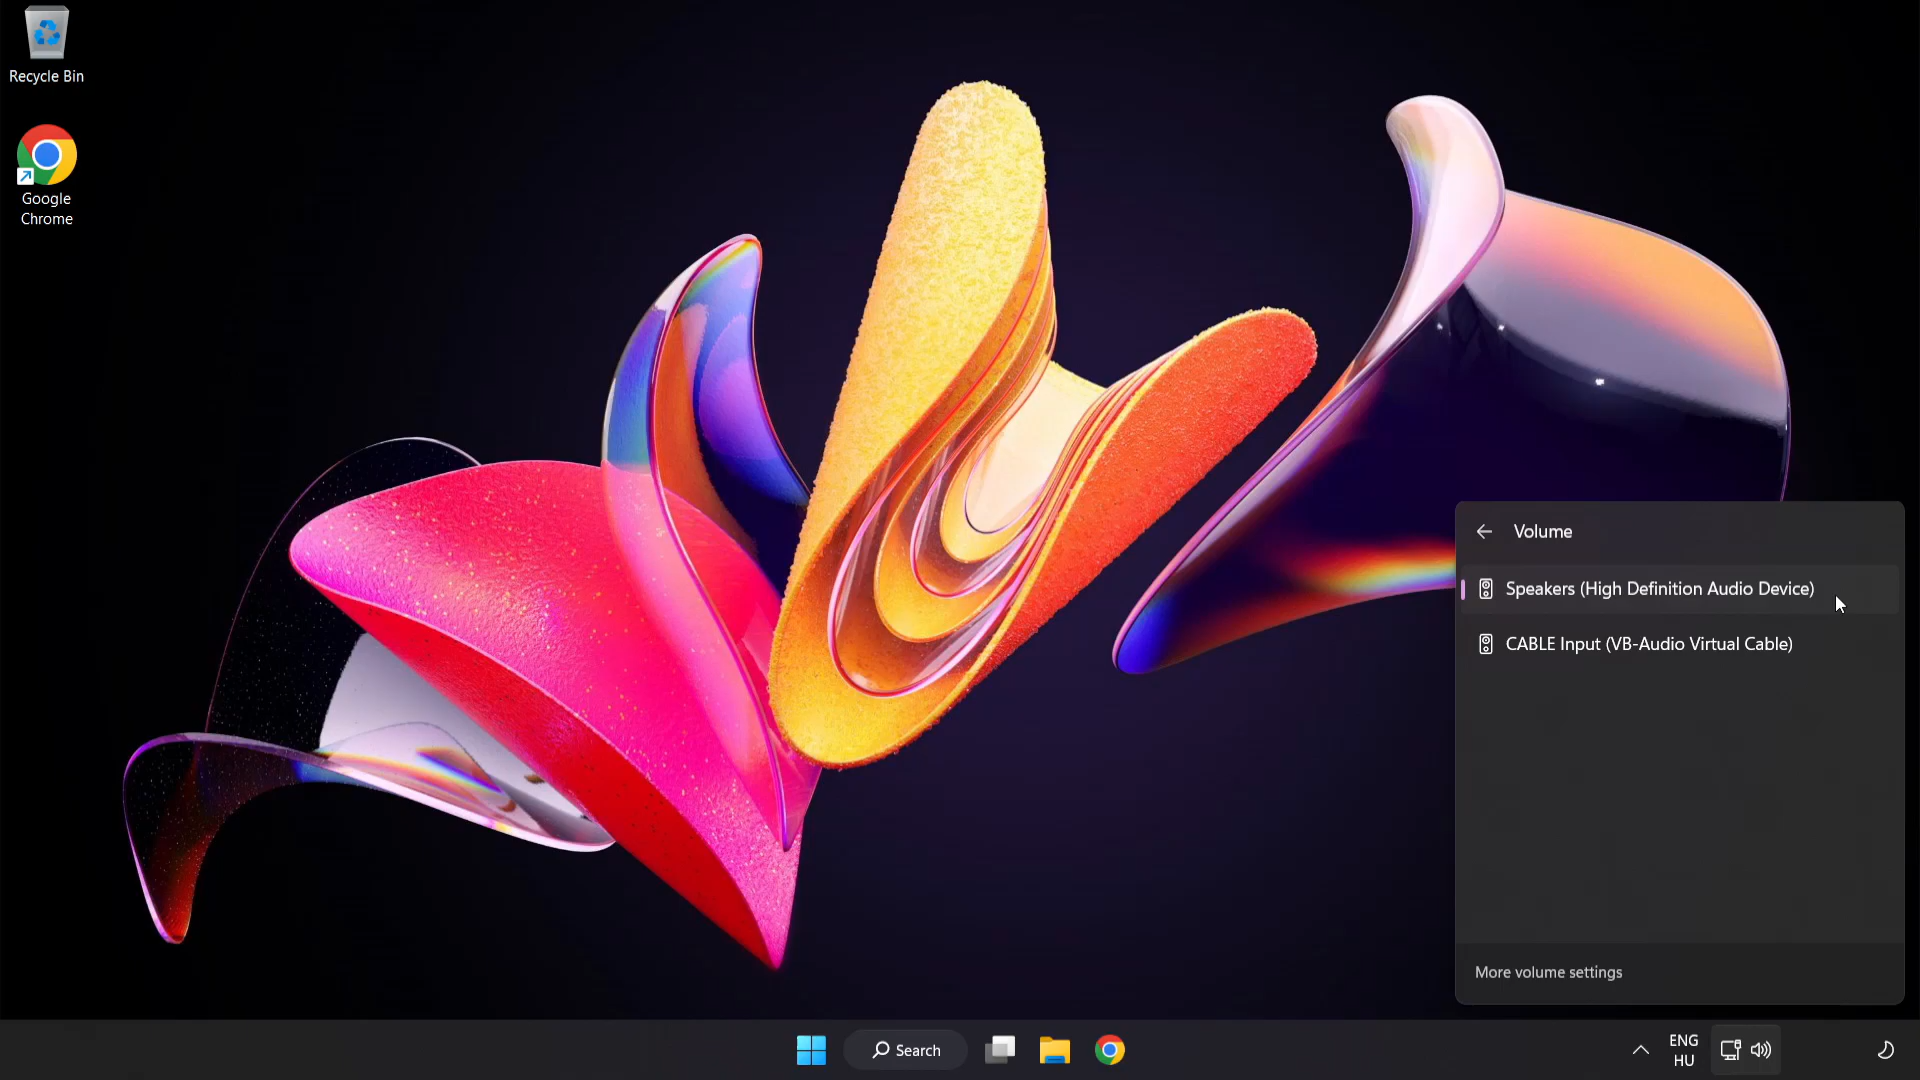 Recycle Bin
Google
Chrome
Volume
Speakers (High Definition Audio Device)
CABLE Input (VB-Audio Virtual Cable)
More volume settings
Search
ENG
HU